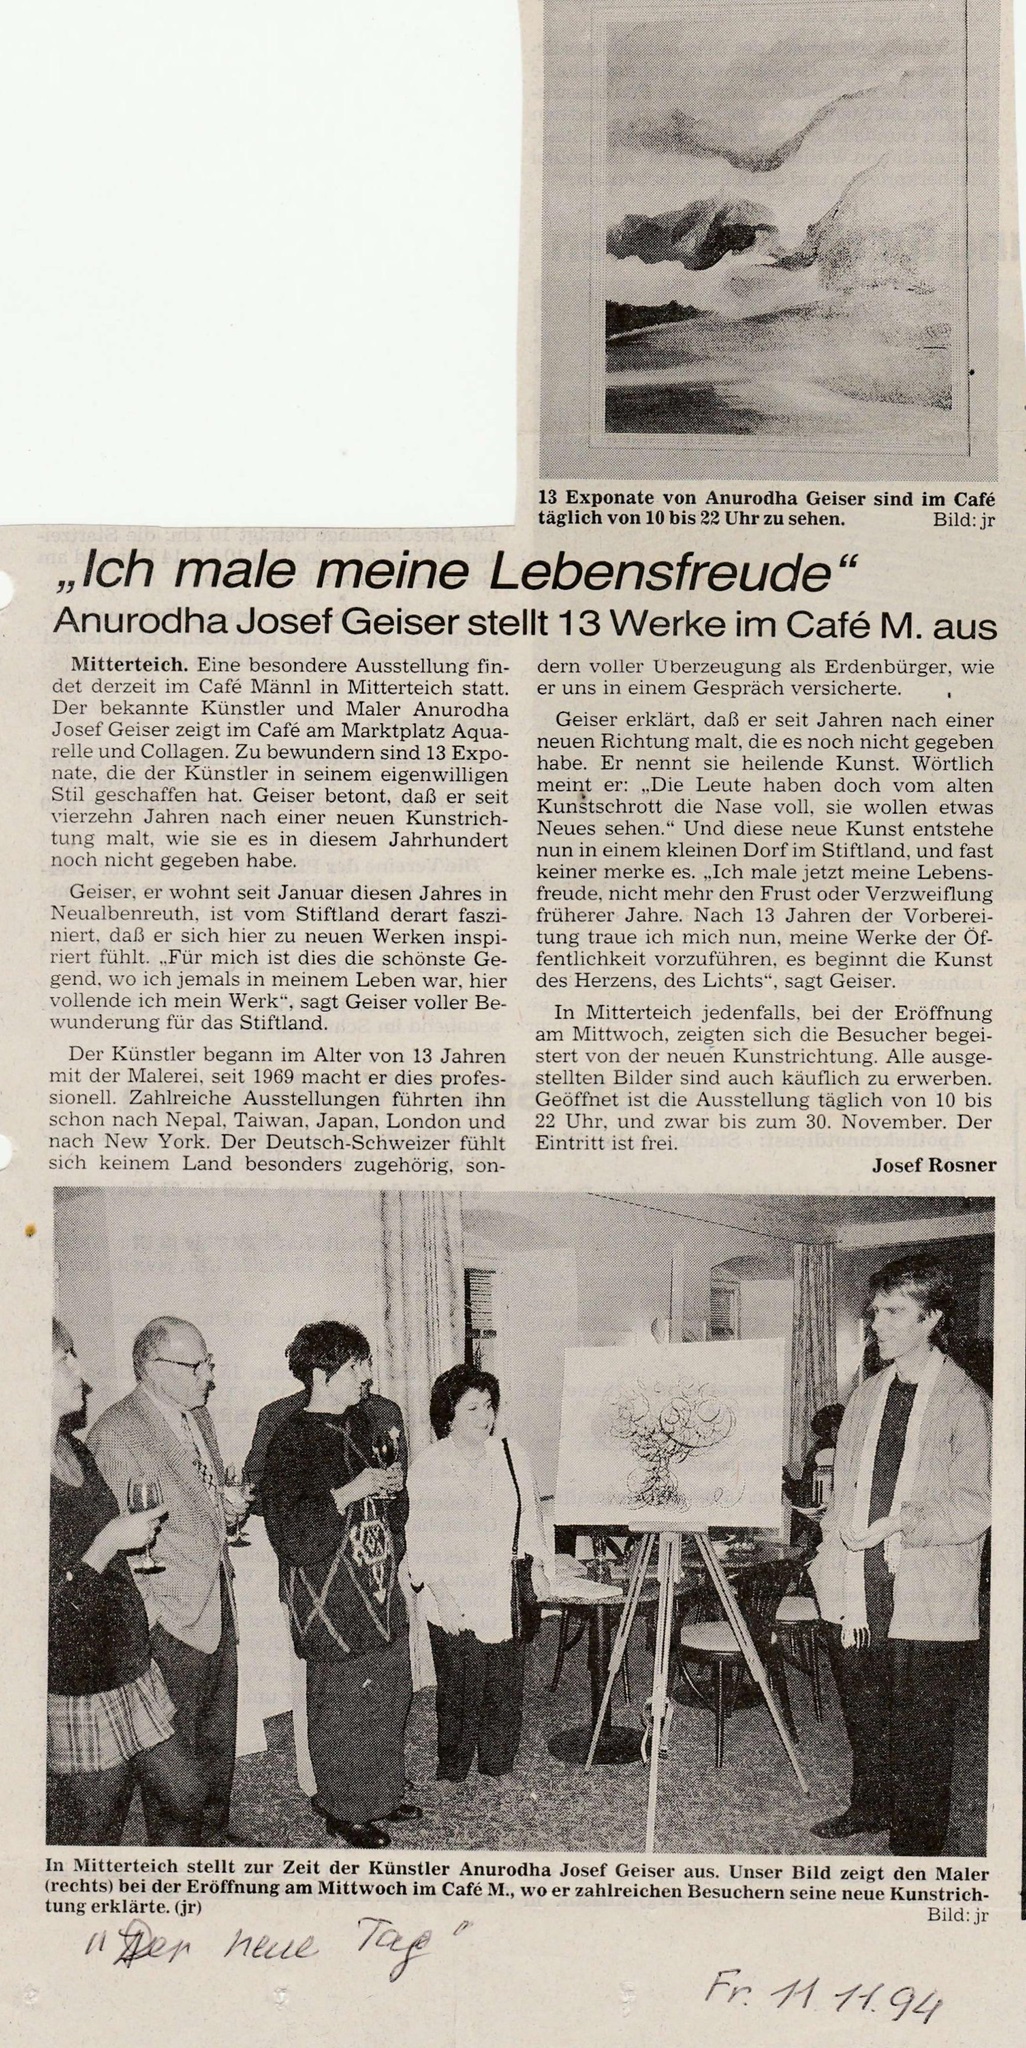 13 Exponate von Anurodha Geiser sind im Café
täglich von 10 bis 22 Uhr zu sehen. Bild: jr
„Ich male meine Lebensfreude“
Anurodha Josef Geiser stellt 13 Werke im Café M. aus
Mitterteich. Eine besondere Ausstellung fin-
det derzeit im Café Männl in Mitterteich statt.
Der bekannte Künstler und Maler Anurodha
Josef Geiser zeigt im Café am Marktplatz Aqua-
relle und Collagen. Zu bewundern sind 13 Expo-
nate, die der Künstler in seinem eigenwilligen
Stil geschaffen hat. Geiser betont, daß er seit
vierzehn Jahren nach einer neuen Kunstrich-
tung malt, wie sie es in diesem Jahrhundert
noch nicht gegeben habe.
Geiser, er wohnt seit Januar diesen Jahres in
Neualbenreuth, ist vom Stiftland derart faszi-
niert, daß er sich hier zu neuen Werken inspi-
riert fühlt. „Für mich ist dies die schönste Ge-
gend, wo ich jemals in meinem Leben war, hier
vollende ich mein Werk“, sagt Geiser voller Be-
wunderung für das Stiftland.
Der Künstler begann im Alter von 13 Jahren
mit der Malerei, seit 1969 macht er dies profes-
sionell. Zahlreiche Ausstellungen führten ihn
schon nach Nepal, Taiwan, Japan, London und
nach New York. Der Deutsch-Schweizer fühlt
sich keinem Land besonders zugehörig, son-
dern voller Überzeugung als Erdenbürger, wie
er uns in einem Gespräch versicherte.
Geiser erklärt, daß er seit Jahren nach einer
neuen Richtung malt, die es noch nicht gegeben
habe. Er nennt sie heilende Kunst. Wörtlich
meint er: „Die Leute haben doch vom alten
Kunstschrott die Nase voll, sie wollen etwas
Neues sehen.“ Und diese neue Kunst entstehe
nun in einem kleinen Dorf im Stiftland, und fast
keiner merke es. „Ich male jetzt meine Lebens-
freude, nicht mehr den Frust oder Verzweiflung
früherer Jahre. Nach 13 Jahren der Vorberei-
tung traue ich mich nun, meine Werke der Öf-
fentlichkeit vorzuführen, es beginnt die Kunst
des Herzens, des Lichts“, sagt Geiser.
In Mitterteich jedenfalls, bei der Eröffnung
am Mittwoch, zeigten sich die Besucher begei-
stert von der neuen Kunstrichtung. Alle ausge-
stellten Bilder sind auch käuflich zu erwerben.
Geöffnet ist die Ausstellung täglich von 10 bis
22 Uhr, und zwar bis zum 30. November. Der
Eintritt ist frei.
Josef Rosner
In Mitterteich stellt zur Zeit der Künstler Anurodha Josef Geiser aus. Unser Bild zeigt den Maler
(rechts) bei der Eröffnung am Mittwoch im Café M., wo er zahlreichen Besuchern seine neue Kunstrich-
tung erklärte. (jr) Bild: jr
"Der neue Tag"
Fr. 11.11.94